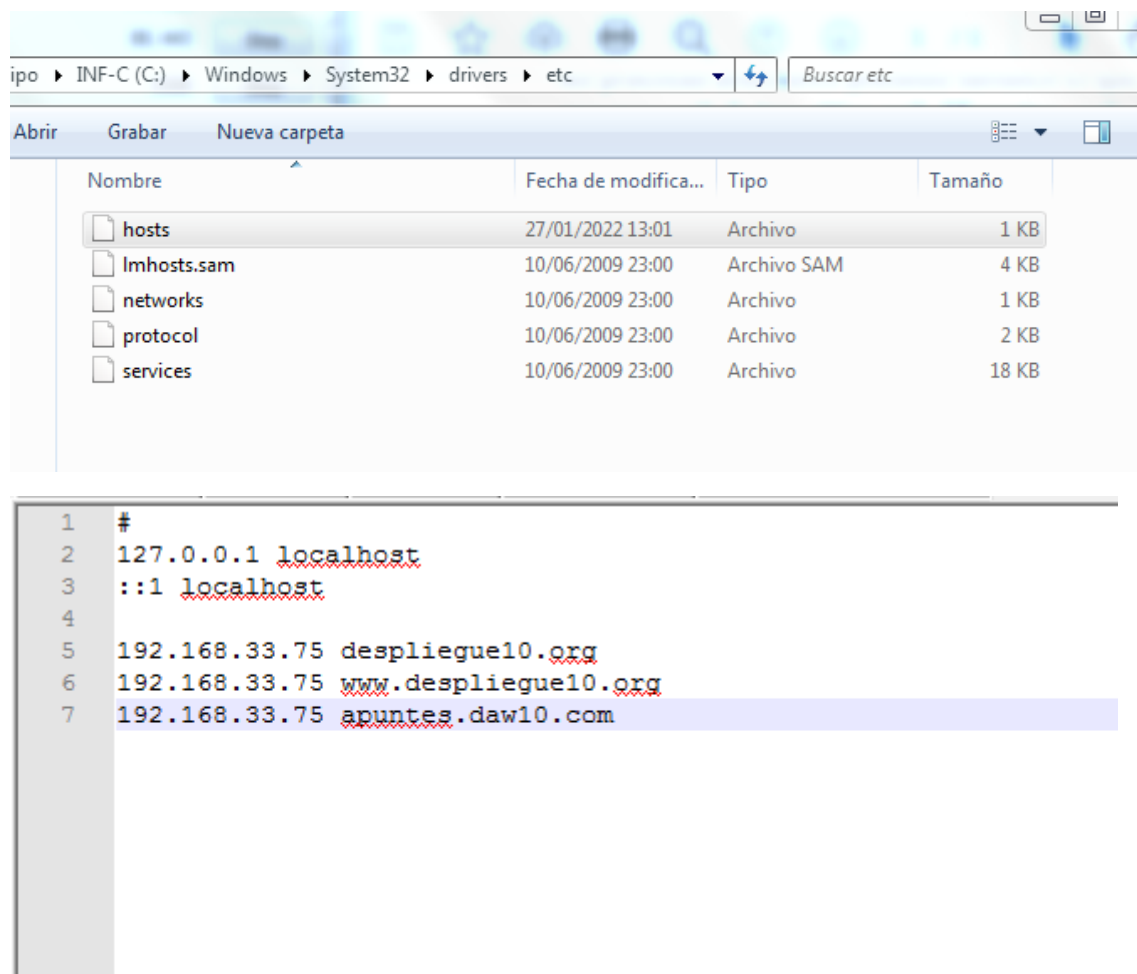 ipo ▸ INF-C (C:) ▸ Windows ▸ System32 ▸ drivers ▸ etc Buscar etc
Abrir Grabar Nueva carpeta
Nombre Fecha de modifica... Tipo Tamaño
hosts 27/01/2022 13:01 Archivo 1 KB
lmhosts.sam 10/06/2009 23:00 Archivo SAM 4 KB
networks 10/06/2009 23:00 Archivo 1 KB
protocol 10/06/2009 23:00 Archivo 2 KB
services 10/06/2009 23:00 Archivo 18 KB
1 #
2 127.0.0.1 localhost
3 ::1 localhost
4
5 192.168.33.75 despliegue10.org
6 192.168.33.75 www.despliegue10.org
7 192.168.33.75 apuntes.daw10.com